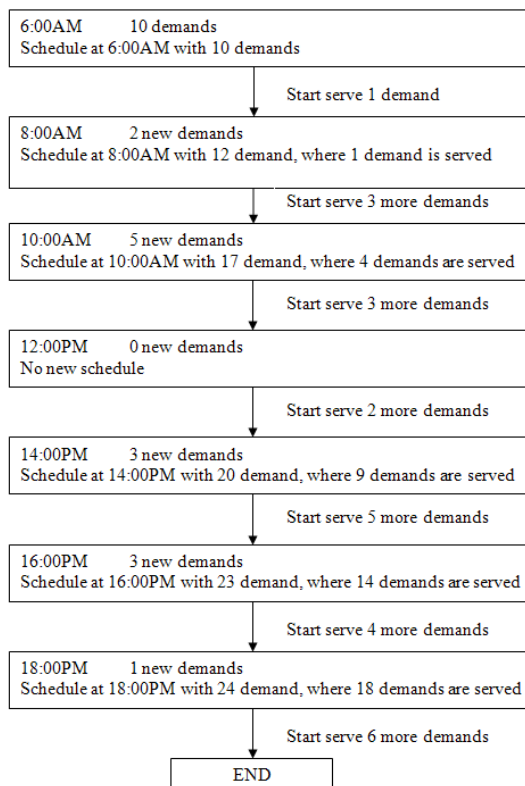 6:00AM 10 demands
Schedule at 6:00AM with 10 demands
Start serve 1 demand
8:00AM 2 new demands
Schedule at 8:00AM with 12 demand, where 1 demand is served
Start serve 3 more demands
10:00AM 5 new demands
Schedule at 10:00AM with 17 demand, where 4 demands are served
Start serve 3 more demands
12:00PM 0 new demands
No new schedule
Start serve 2 more demands
14:00PM 3 new demands
Schedule at 14:00PM with 20 demand, where 9 demands are served
Start serve 5 more demands
16:00PM 3 new demands
Schedule at 16:00PM with 23 demand, where 14 demands are served
Start serve 4 more demands
18:00PM 1 new demands
Schedule at 18:00PM with 24 demand, where 18 demands are served
Start serve 6 more demands
END